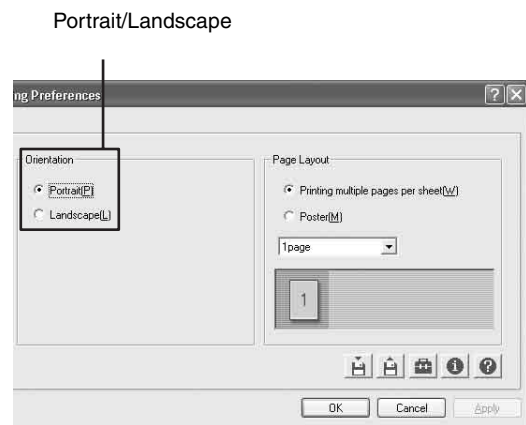 Portrait/Landscape
ng Preferences
Orientation
Portrait(P)
Landscape(L)
Page Layout
Printing multiple pages per sheet(W)
Poster(M)
1page
1
OK
Cancel
Apply